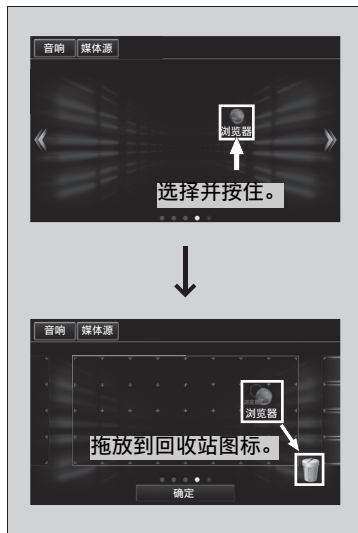 音响 媒体源
浏览器
选择并按住。
音响 媒体源
浏览器
拖放到回收站图标。
确定